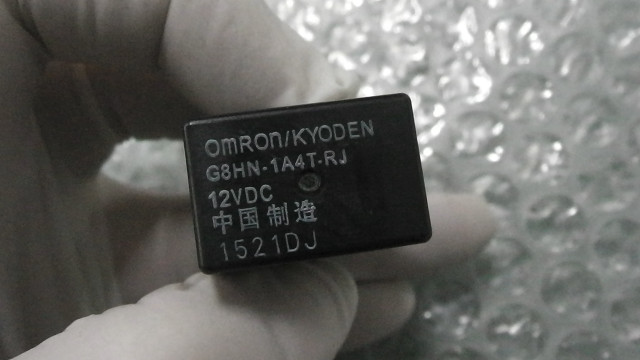 OMRON/KYODEN
G8HN-1A4T-RJ
12VDC
中国制造
1521DJ